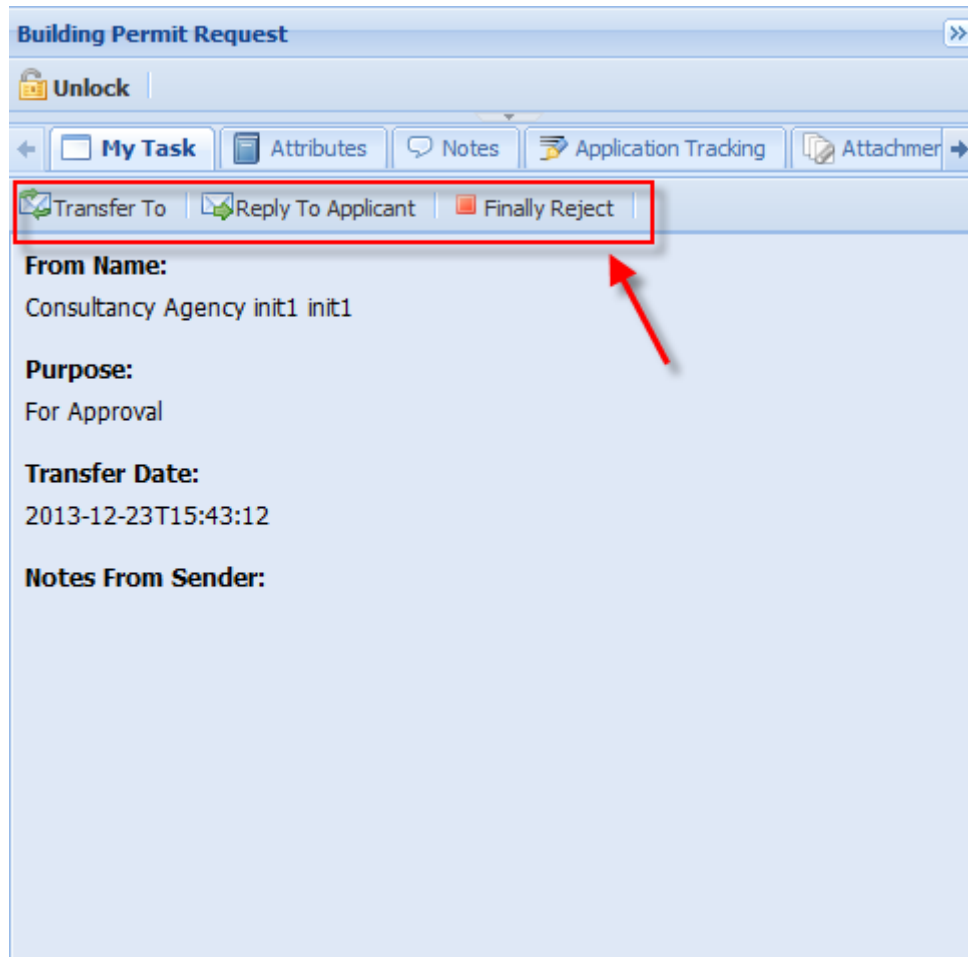 Building Permit Request
Unlock
My Task Attributes Notes Application Tracking Attachmer
Transfer To Reply To Applicant Finally Reject
From Name:
Consultancy Agency init1 init1
Purpose:
For Approval
Transfer Date:
2013-12-23T15:43:12
Notes From Sender: